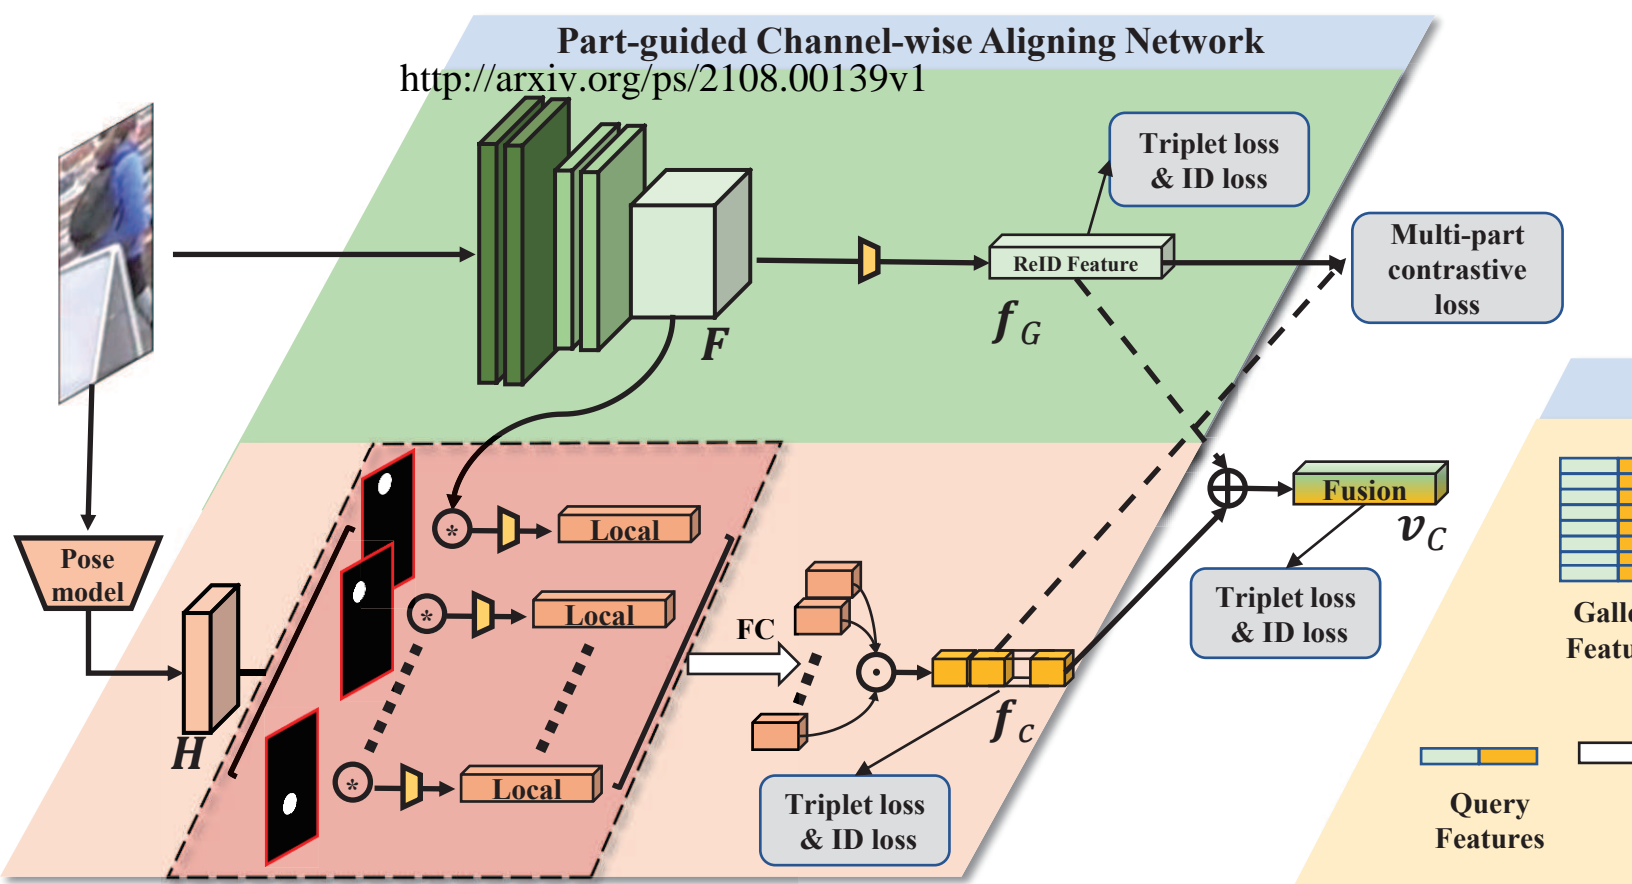 Part-guided Channel-wise Aligning Network
http://arxiv.org/ps/2108.00139v1
Triplet loss
& ID loss
Multi-part
contrastive
loss
ReID Feature
f G
F
Fusion
v C
Local
Pose
model
Local
FC
Triplet loss
& ID loss
H
f C
Local
Triplet loss
& ID loss
Query
Features